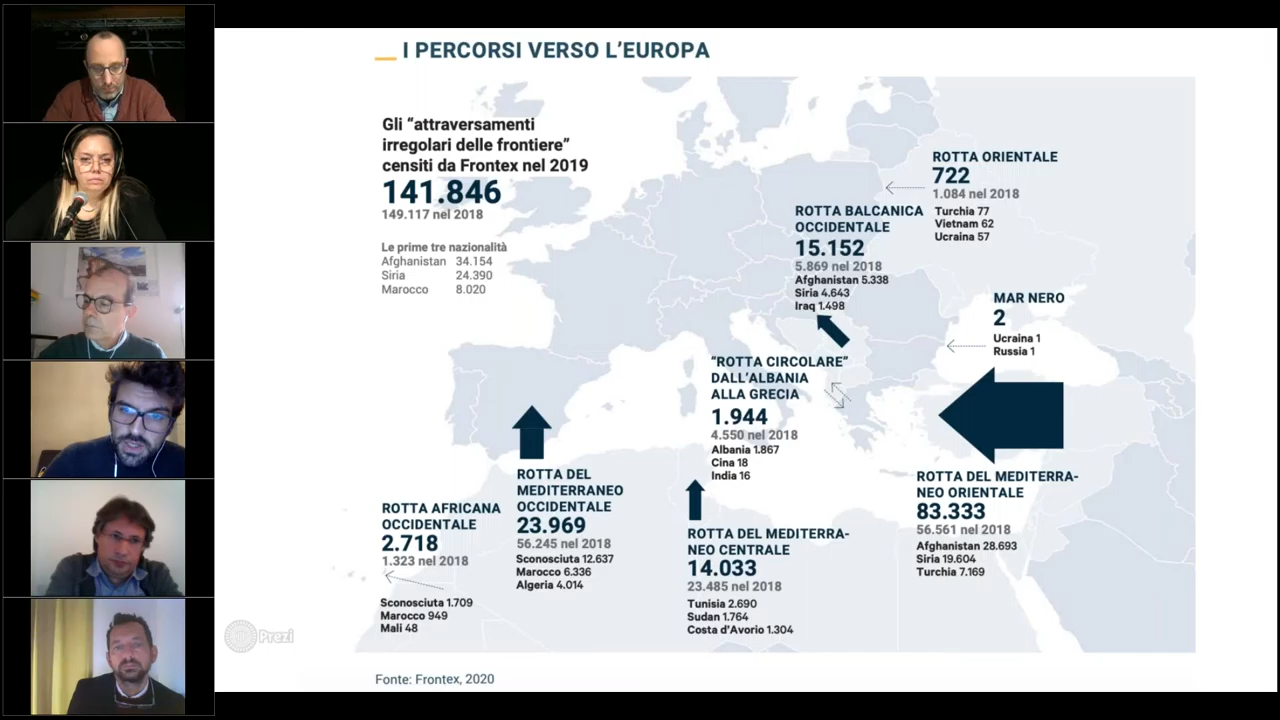 I PERCORSI VERSO L’EUROPA
Gli “attraversamenti
irregolari delle frontiere”
censiti da Frontex nel 2019
141.846
149.117 nel 2018
Le prime tre nazionalità
Afghanistan 34.154
Siria 24.390
Marocco 8.020
ROTTA ORIENTALE
722
1.084 nel 2018
Turchia 77
Vietnam 62
Ucraina 57
ROTTA BALCANICA
OCCIDENTALE
15.152
5.869 nel 2018
Afghanistan 5.338
Siria 4.643
Iraq 1.498
MAR NERO
2
Ucraina 1
Russia 1
“ROTTA CIRCOLARE”
DALL’ALBANIA
ALLA GRECIA
1.944
4.550 nel 2018
Albania 1.867
Cina 18
India 16
ROTTA AFRICANA
OCCIDENTALE
2.718
1.323 nel 2018
Sconosciuta 1.709
Marocco 949
Mali 48
ROTTA DEL
MEDITERRANEO
OCCIDENTALE
23.969
56.245 nel 2018
Sconosciuta 12.637
Marocco 6.336
Algeria 4.014
ROTTA DEL MEDITERRA-
NEO CENTRALE
14.033
23.485 nel 2018
Tunisia 2.690
Sudan 1.764
Costa d’Avorio 1.304
ROTTA DEL MEDITERRA-
NEO ORIENTALE
83.333
56.561 nel 2018
Afghanistan 28.693
Siria 19.604
Turchia 7.169
Prezi
Fonte: Frontex, 2020